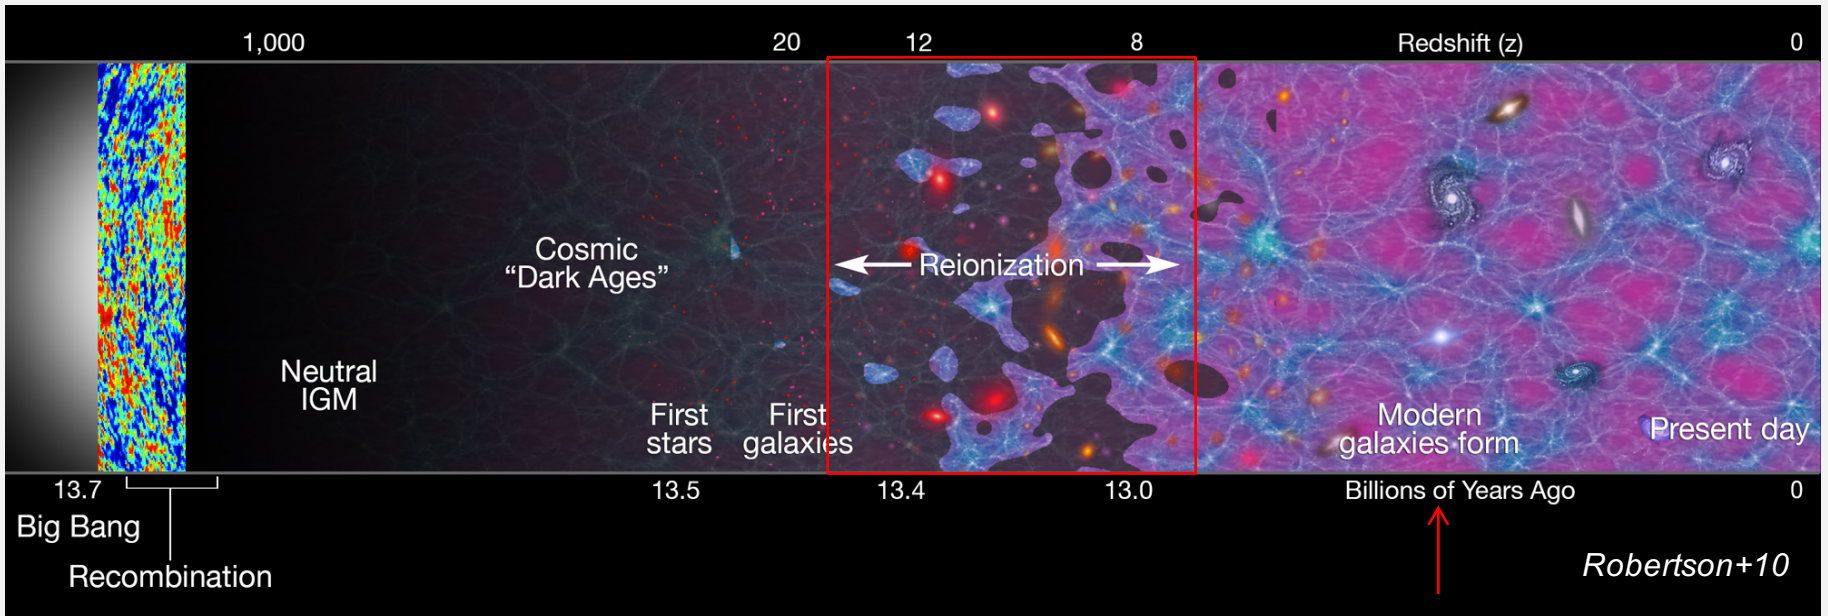 1,000 20 12 8 Redshift (z) 0
Cosmic
“Dark Ages”
Reionization
Neutral
IGM
First
stars
First
galaxies
Modern
galaxies form
Present day
13.7 13.5 13.4 13.0 Billions of Years Ago 0
Big Bang
Recombination
Robertson+10